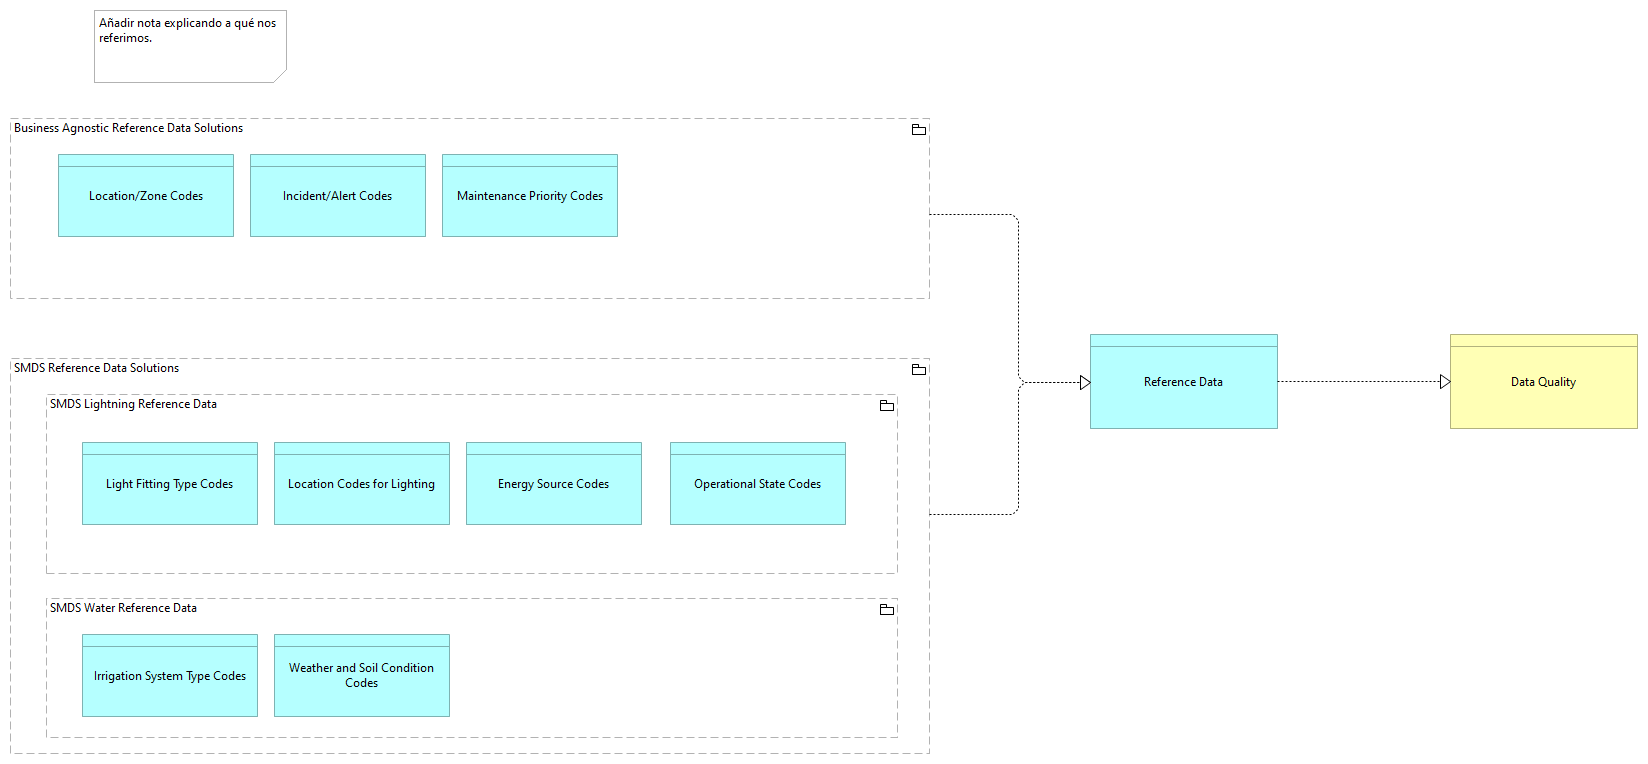 Añadir nota explicando a qué nos
referimos.
Business Agnostic Reference Data Solutions
Location/Zone Codes
Incident/Alert Codes
Maintenance Priority Codes
SMDS Reference Data Solutions
SMDS Lightning Reference Data
Light Fitting Type Codes
Location Codes for Lighting
Energy Source Codes
Operational State Codes
SMDS Water Reference Data
Irrigation System Type Codes
Weather and Soil Condition
Codes
Reference Data
Data Quality